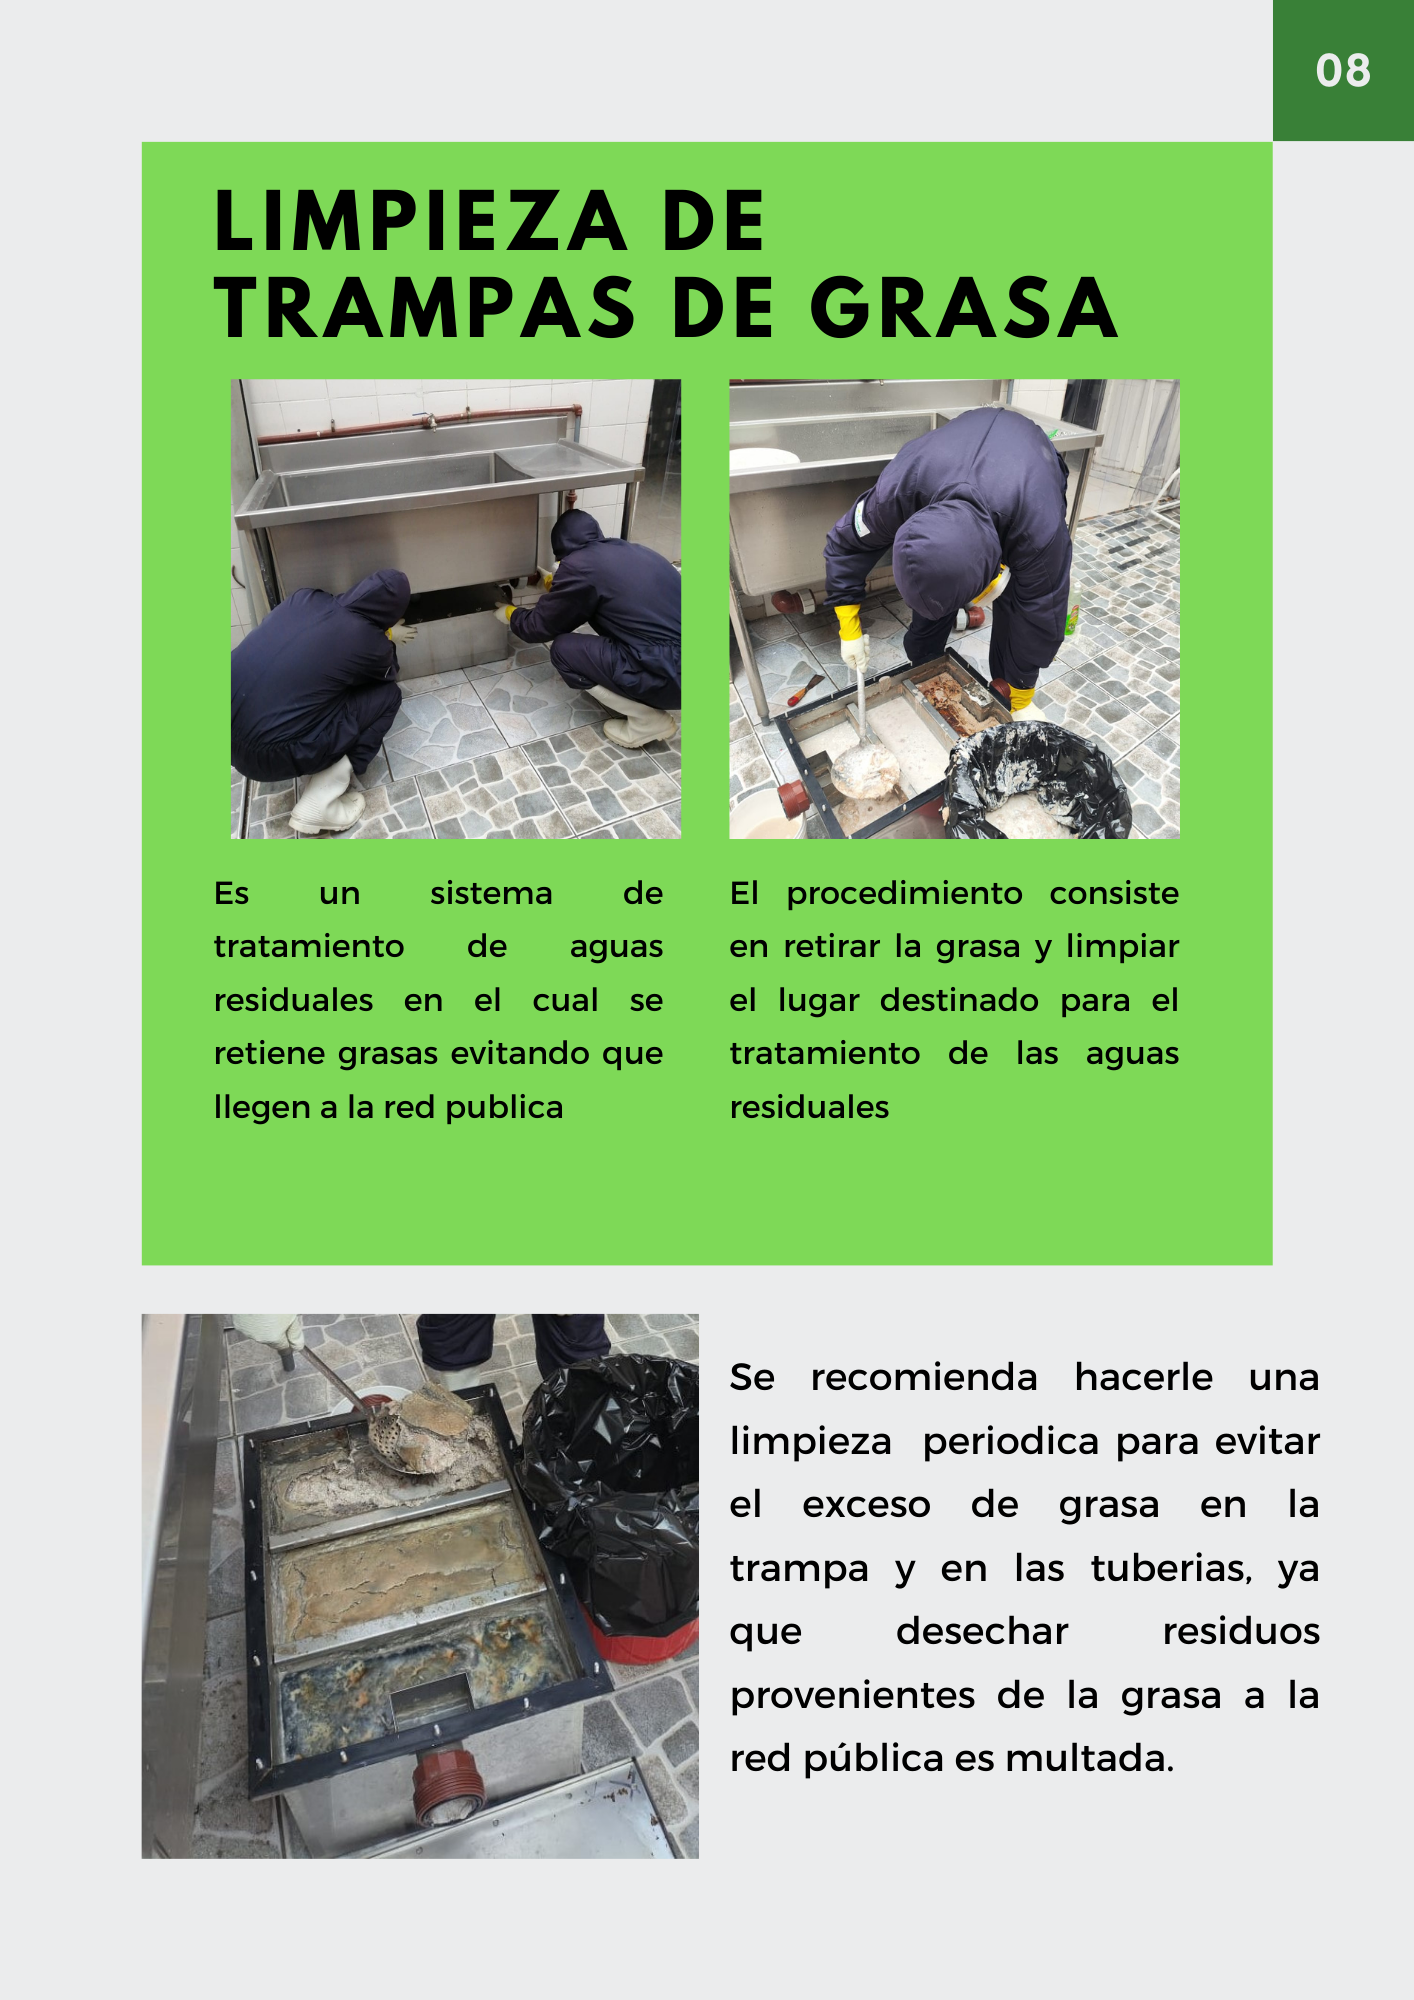 08
LIMPIEZA DE
TRAMPAS DE GRASA
Es un sistema de
tratamiento de aguas
residuales en el cual se
retiene grasas evitando que
llegen a la red publica
El procedimiento consiste
en retirar la grasa y limpiar
el lugar destinado para el
tratamiento de las aguas
residuales
Se recomienda hacerle una
limpieza periodica para evitar
el exceso de grasa en la
trampa y en las tuberias, ya
que desechar residuos
provenientes de la grasa a la
red pública es multada.